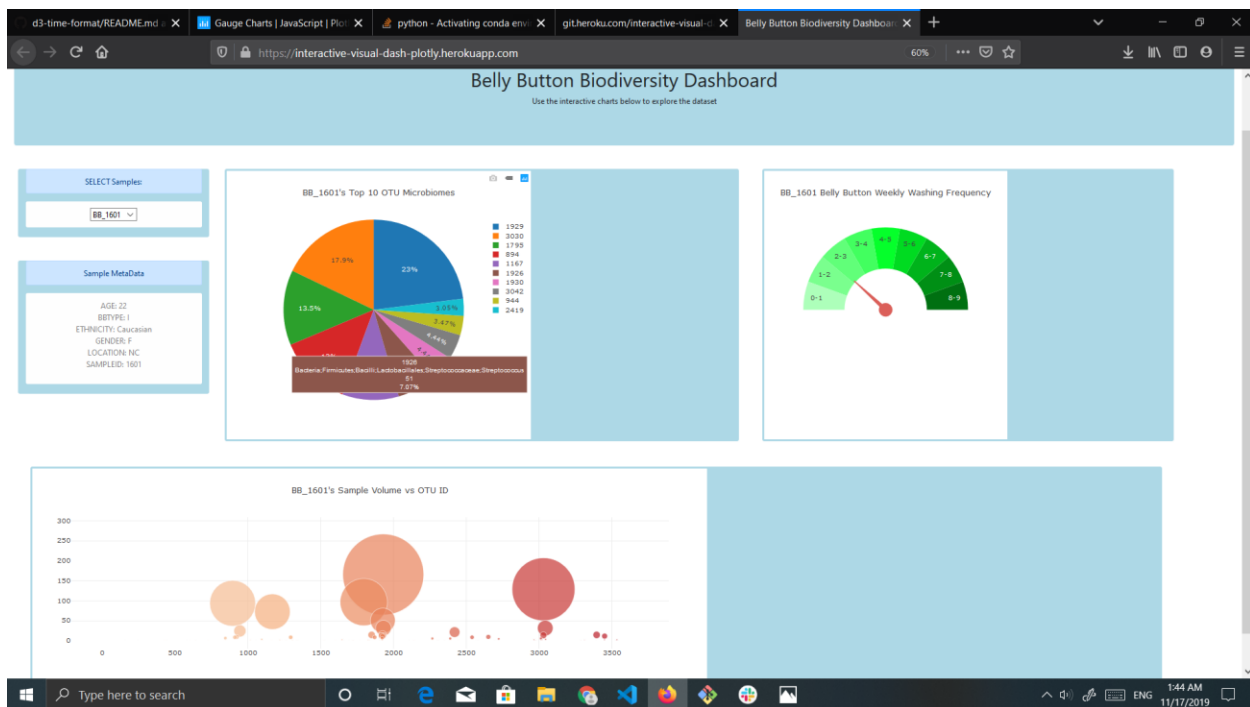 d3-time-format/README.md a
Gauge Charts | JavaScript | Plot
python - Activating conda envi
git.heroku.com/interactive-visual-d
Belly Button Biodiversity Dashboar
https://interactive-visual-dash-plotly.herokuapp.com
60%
Belly Button Biodiversity Dashboard
Use the interactive charts below to explore the dataset
SELECT Samples:
BB_1601
Sample MetaData
AGE: 22
BBTYPE: I
ETHNICITY: Caucasian
GENDER: F
LOCATION: NC
SAMPLEID: 1601
BB_1601's Top 10 OTU Microbiomes
23%
17.9%
13.5%
7.07%
4.44%
2.47%
1.05%
1929
3030
1795
894
1167
1926
1930
3042
944
2419
1926
Bacteria;Firmicutes;Bacilli;Lactobacillales;Streptococcaceae;Streptococcus
51
BB_1601 Belly Button Weekly Washing Frequency
0-1
1-2
2-3
3-4
4-5
5-6
6-7
7-8
8-9
BB_1601's Sample Volume vs OTU ID
300
250
200
150
100
50
0
0
500
1000
1500
2000
2500
3000
3500
Type here to search
ENG
1:44 AM
11/17/2019